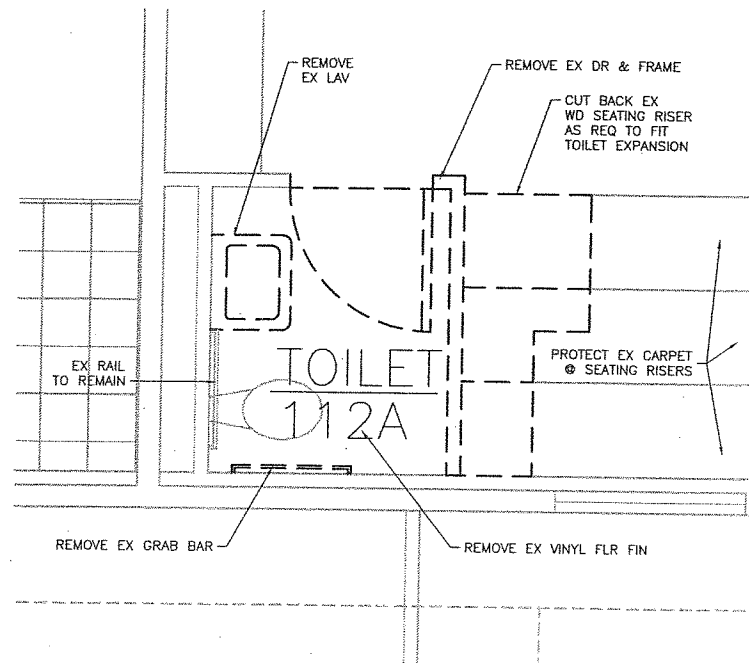 REMOVE
EX LAV
REMOVE EX DR & FRAME
CUT BACK EX
WD SEATING RISER
AS REQ TO FIT
TOILET EXPANSION
EX RAIL
TO REMAIN
TOILET
112A
PROTECT EX CARPET
@ SEATING RISERS
REMOVE EX GRAB BAR
REMOVE EX VINYL FLR FIN